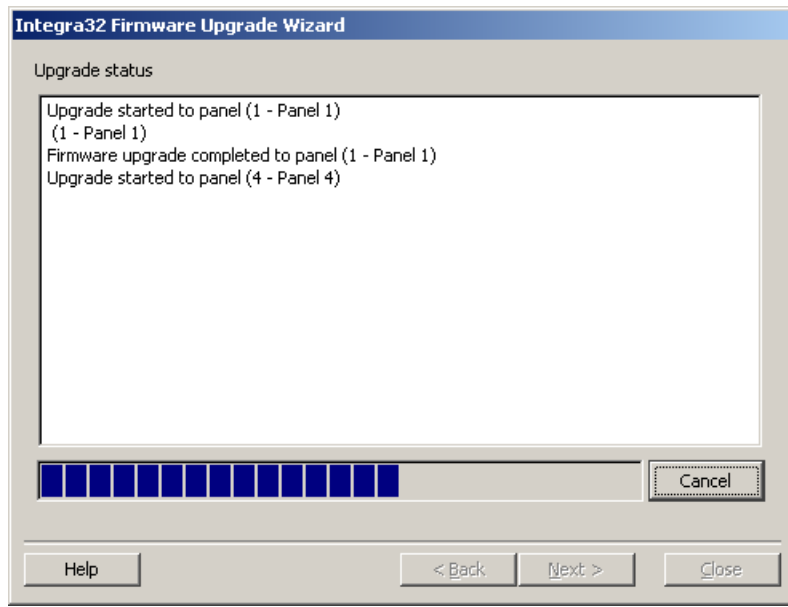 Integra32 Firmware Upgrade Wizard
Upgrade status
Upgrade started to panel (1 - Panel 1)
(1 - Panel 1)
Firmware upgrade completed to panel (1 - Panel 1)
Upgrade started to panel (4 - Panel 4)
Cancel
Help
< Back
Next >
Close